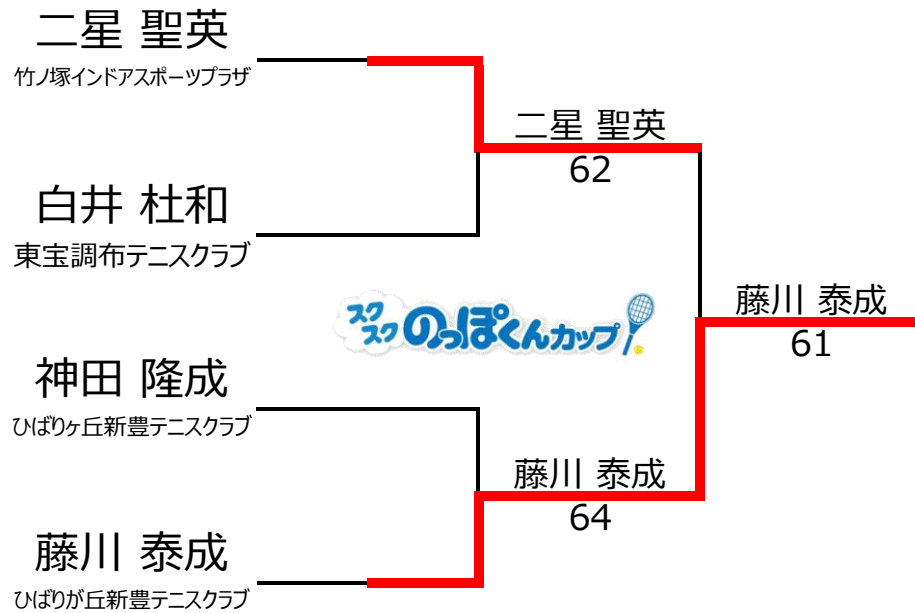 二星 聖英
竹ノ塚インドアスポーツプラザ
二星 聖英
62
白井 杜和
東宝調布テニスクラブ
スクスク のっぽくんカップ
藤川 泰成
61
神田 隆成
ひばりヶ丘新豊テニスクラブ
藤川 泰成
64
藤川 泰成
ひばりが丘新豊テニスクラブ